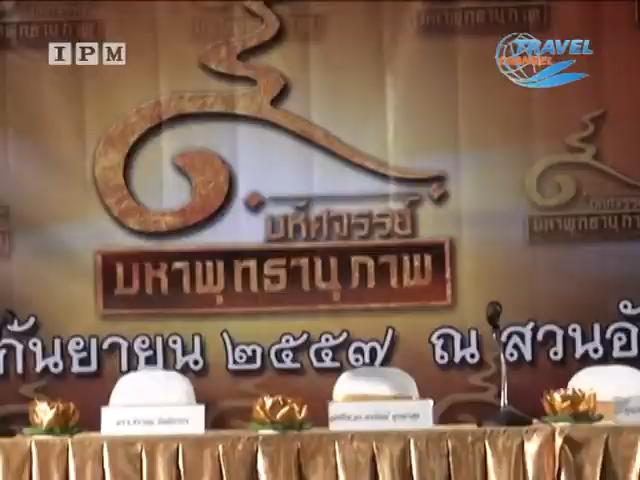 IPM
TRAVEL
CHANNEL
มหัศจรรย์
มหาพุทธานุภาพ
กันยายน ๒๕๕๗ ณ สวนอั